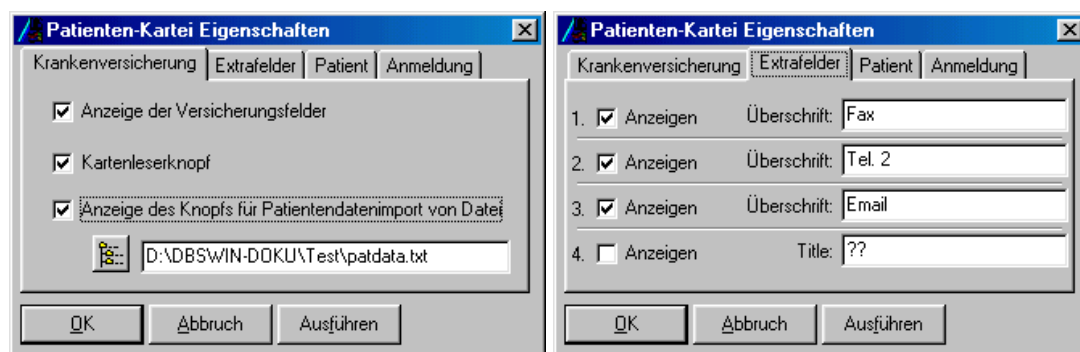 Patienten-Kartei Eigenschaften
Krankenversicherung Extrafelder Patient Anmeldung
Anzeige der Versicherungsfelder
Kartenleserknopf
Anzeige des Knopfs für Patientendatenimport von Datei
D:\DBSWIN-DOKU\Test\patdata.txt
OK Abbruch Ausführen
Patienten-Kartei Eigenschaften
Krankenversicherung Extrafelder Patient Anmeldung
1. Anzeigen Überschrift: Fax
2. Anzeigen Überschrift: Tel. 2
3. Anzeigen Überschrift: Email
4. Anzeigen Title: ??
OK Abbruch Ausführen